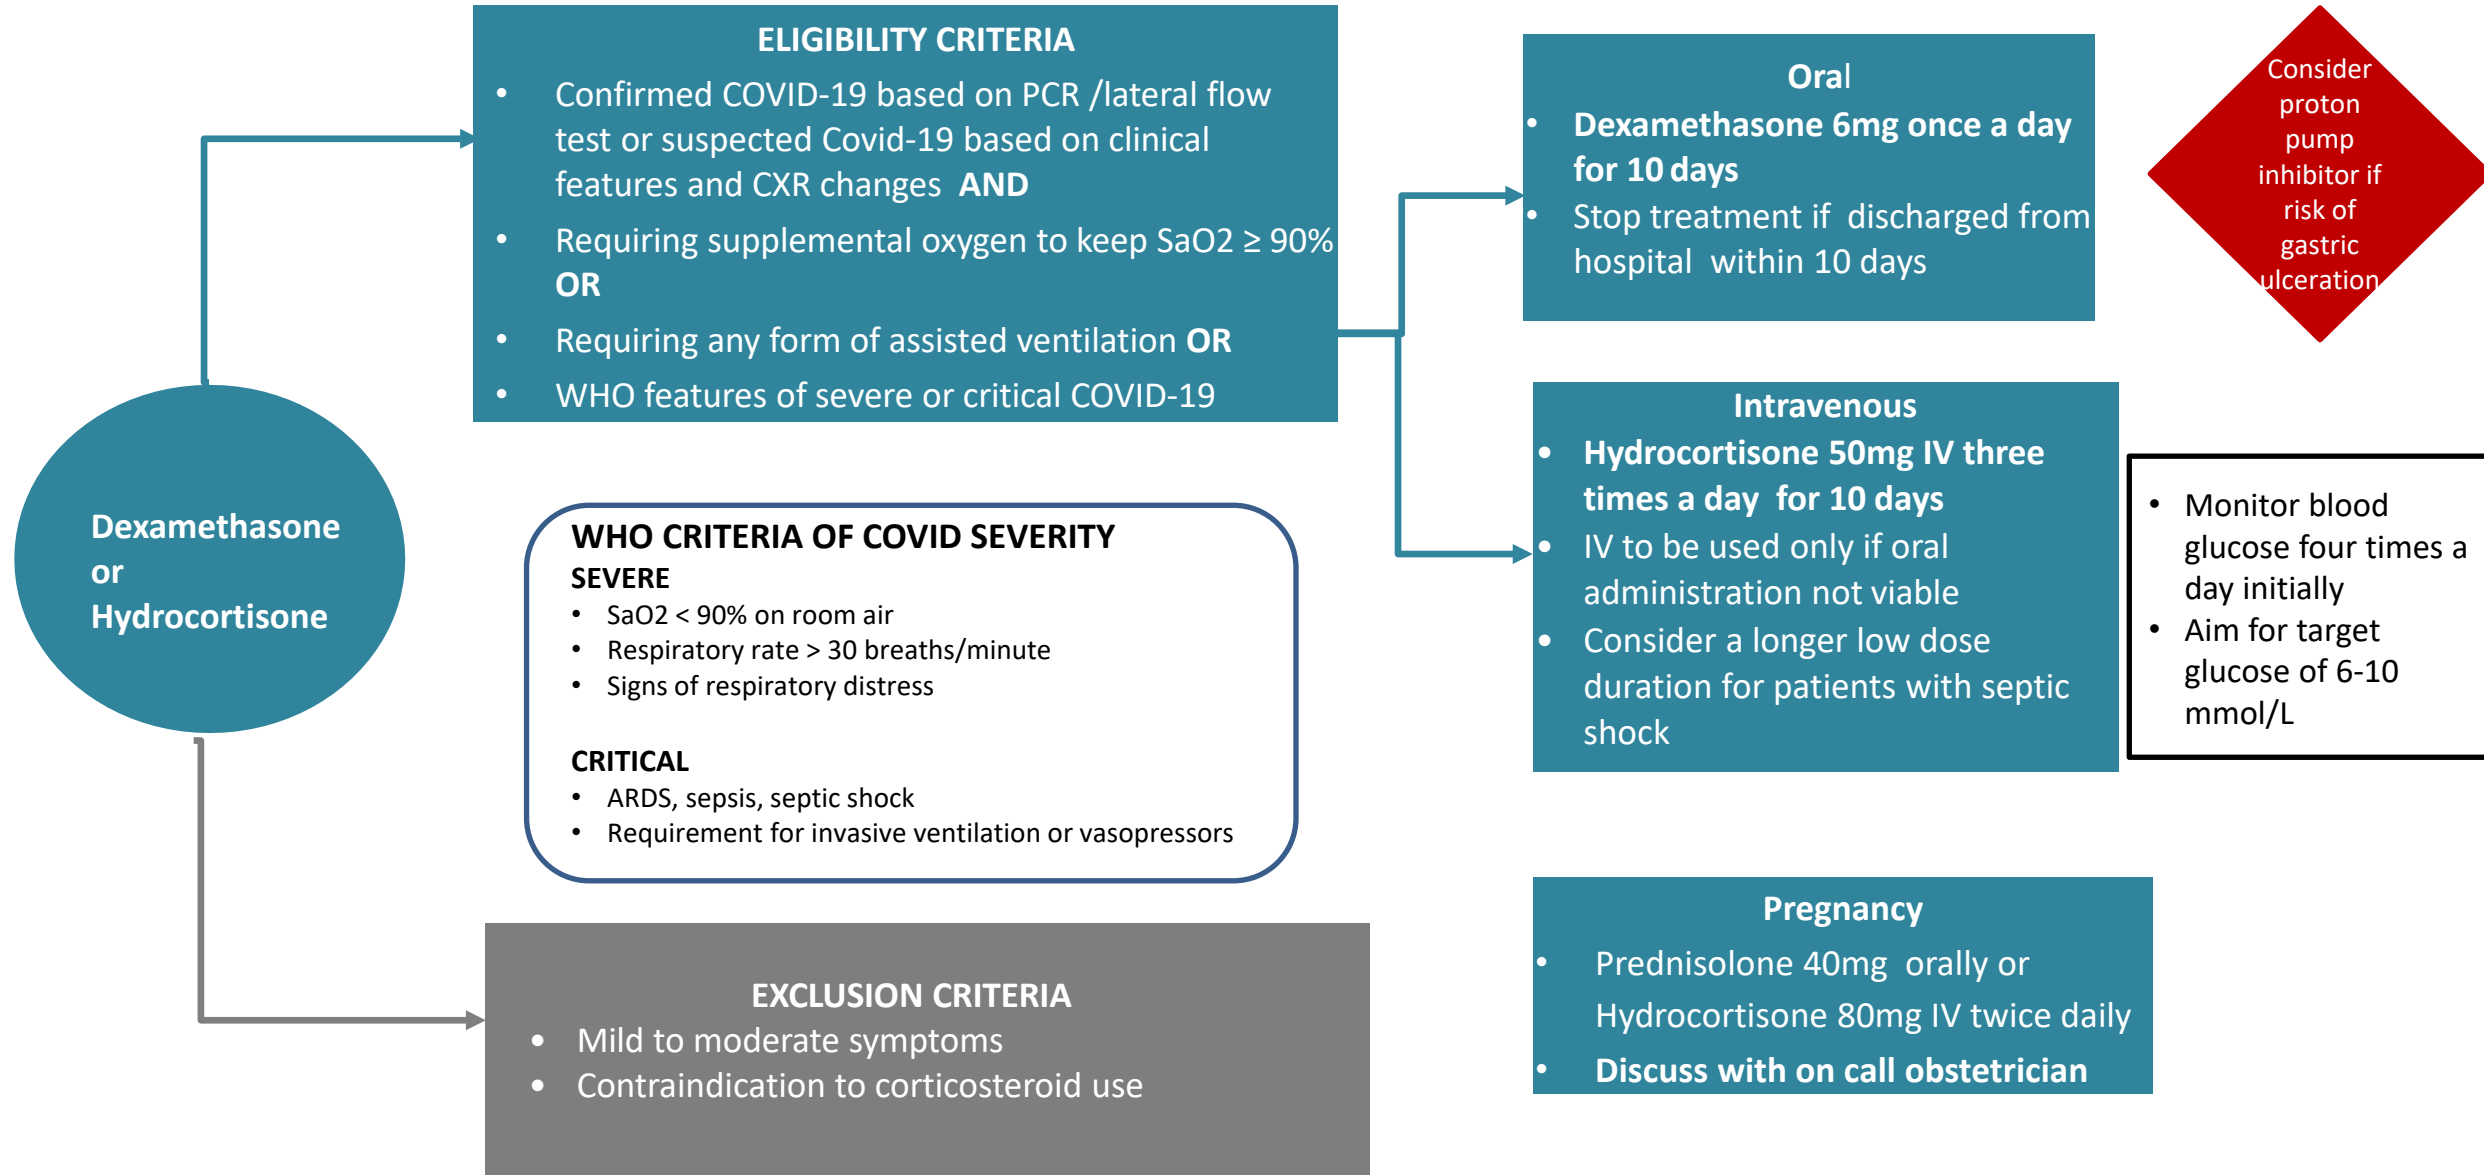 Dexamethasone
or
Hydrocortisone
ELIGIBILITY CRITERIA
• Confirmed COVID-19 based on PCR /lateral flow
test or suspected Covid-19 based on clinical
features and CXR changes AND
• Requiring supplemental oxygen to keep SaO2 ≥ 90%
OR
• Requiring any form of assisted ventilation OR
• WHO features of severe or critical COVID-19
WHO CRITERIA OF COVID SEVERITY
SEVERE
• SaO2 < 90% on room air
• Respiratory rate > 30 breaths/minute
• Signs of respiratory distress
CRITICAL
• ARDS, sepsis, septic shock
• Requirement for invasive ventilation or vasopressors
EXCLUSION CRITERIA
• Mild to moderate symptoms
• Contraindication to corticosteroid use
Oral
• Dexamethasone 6mg once a day
for 10 days
• Stop treatment if discharged from
hospital within 10 days
Consider
proton
pump
inhibitor if
risk of
gastric
ulceration
Intravenous
• Hydrocortisone 50mg IV three
times a day for 10 days
• IV to be used only if oral
administration not viable
• Consider a longer low dose
duration for patients with septic
shock
• Monitor blood
glucose four times a
day initially
• Aim for target
glucose of 6-10
mmol/L
Pregnancy
• Prednisolone 40mg orally or
Hydrocortisone 80mg IV twice daily
• Discuss with on call obstetrician